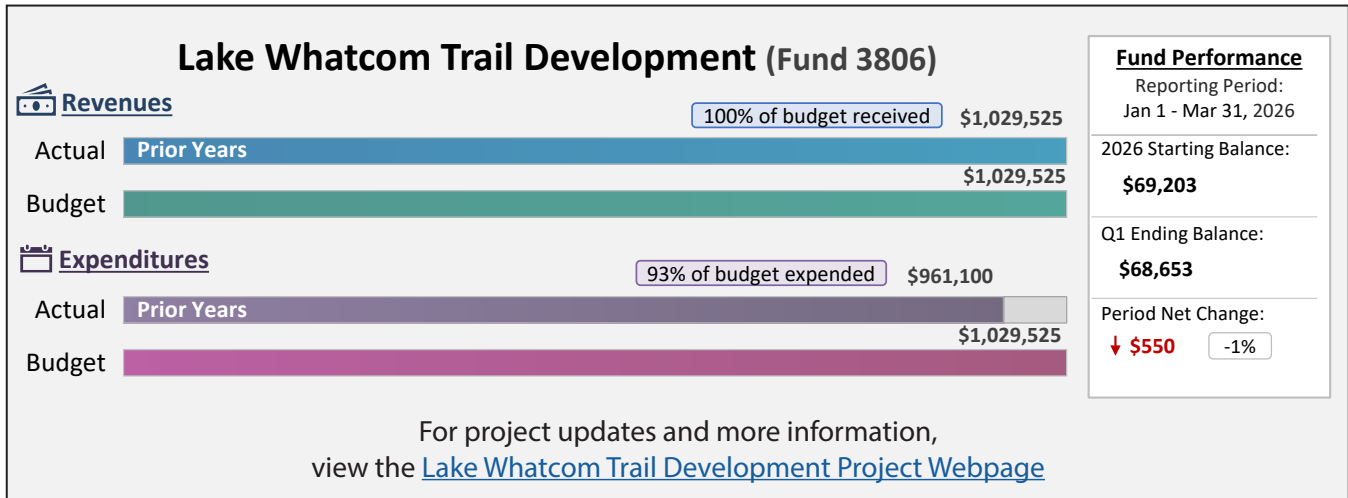 Lake Whatcom Trail Development (Fund 3806)
Revenues
100% of budget received $1,029,525
Actual Prior Years
$1,029,525
Budget
Expenditures
93% of budget expended $961,100
Actual Prior Years
$1,029,525
Budget
For project updates and more information,
view the Lake Whatcom Trail Development Project Webpage
Fund Performance
Reporting Period:
Jan 1 - Mar 31, 2026
2026 Starting Balance:
$69,203
Q1 Ending Balance:
$68,653
Period Net Change:
↓ $550 -1%